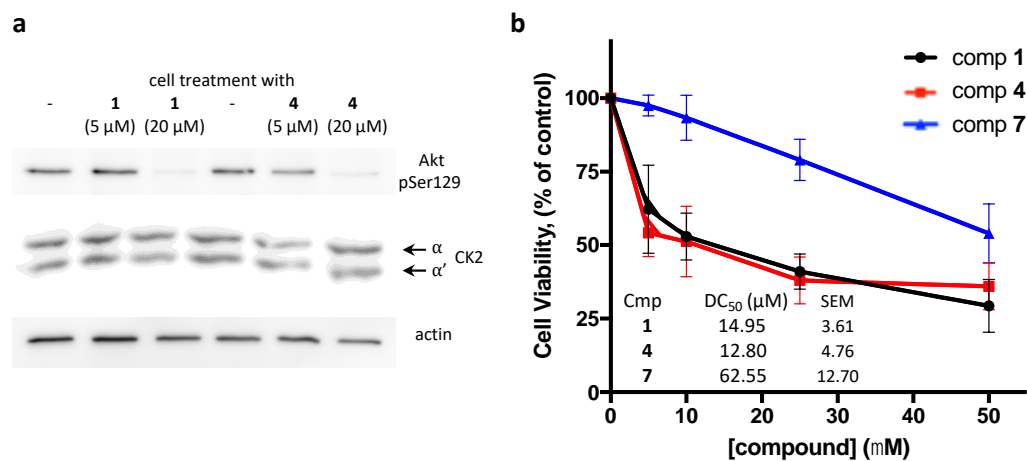 a
cell treatment with
- 1 1 - 4 4
(5 μM) (20 μM) (5 μM) (20 μM)
Akt
pSer129
α
CK2
α’
actin
b
Cell Viability, (% of control)
100
75
50
25
0
comp 1
comp 4
comp 7
Cmp DC50 (μM) SEM
1 14.95 3.61
4 12.80 4.76
7 62.55 12.70
0 10 20 30 40 50
[compound] (mM)